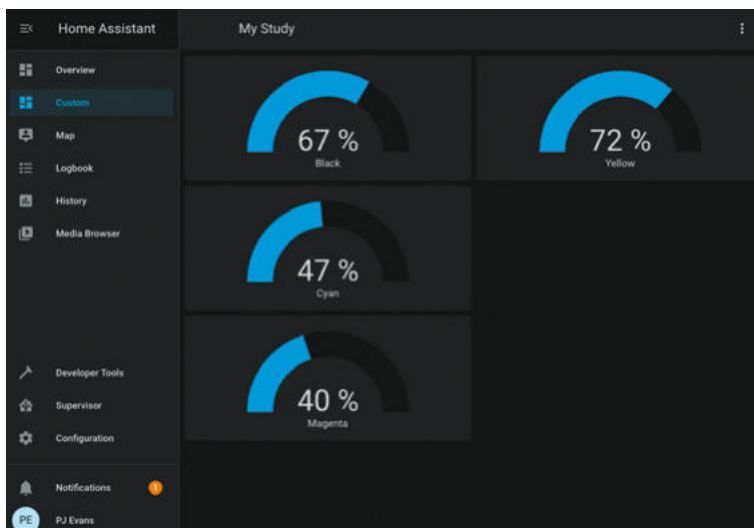 Home Assistant
My Study
Overview
Custom
Map
Logbook
History
Media Browser
Developer Tools
Supervisor
Configuration
Notifications
1
PE
PJ Evans
67 %
Black
72 %
Yellow
47 %
Cyan
40 %
Magenta